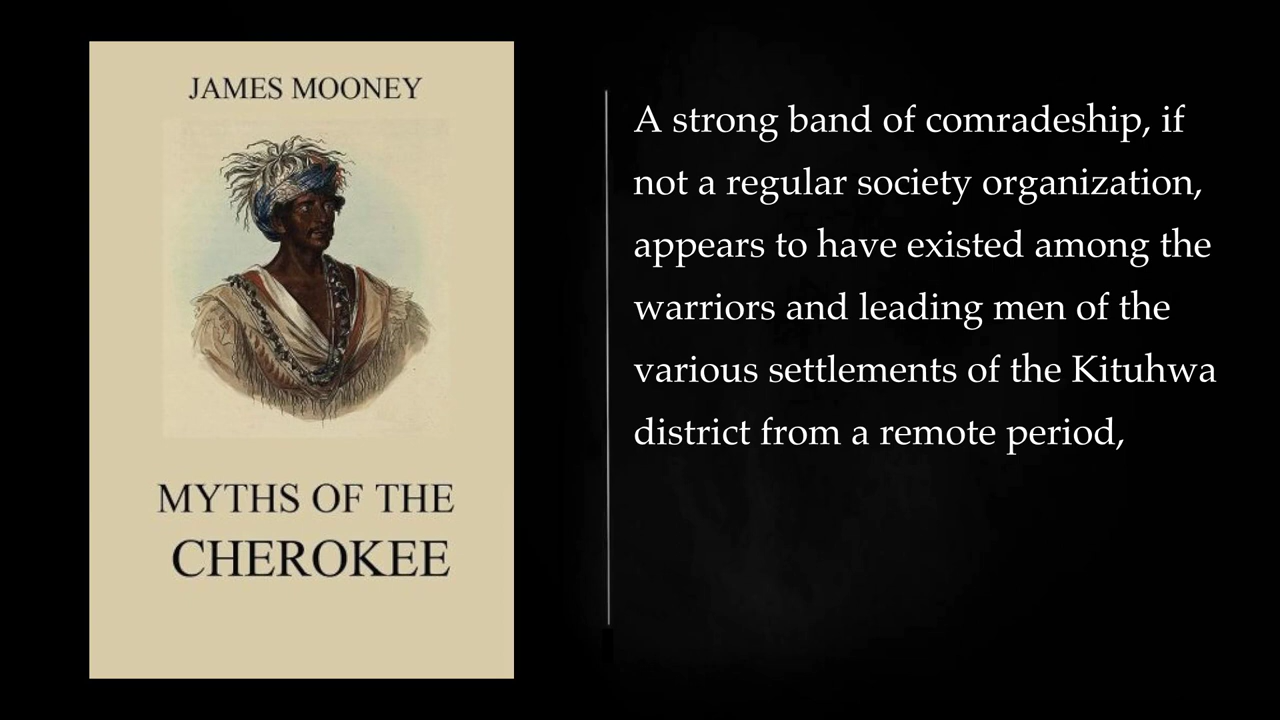 JAMES MOONEY
MYTHS OF THE
CHEROKEE
A strong band of comradeship, if
not a regular society organization,
appears to have existed among the
warriors and leading men of the
various settlements of the Kituhwa
district from a remote period,